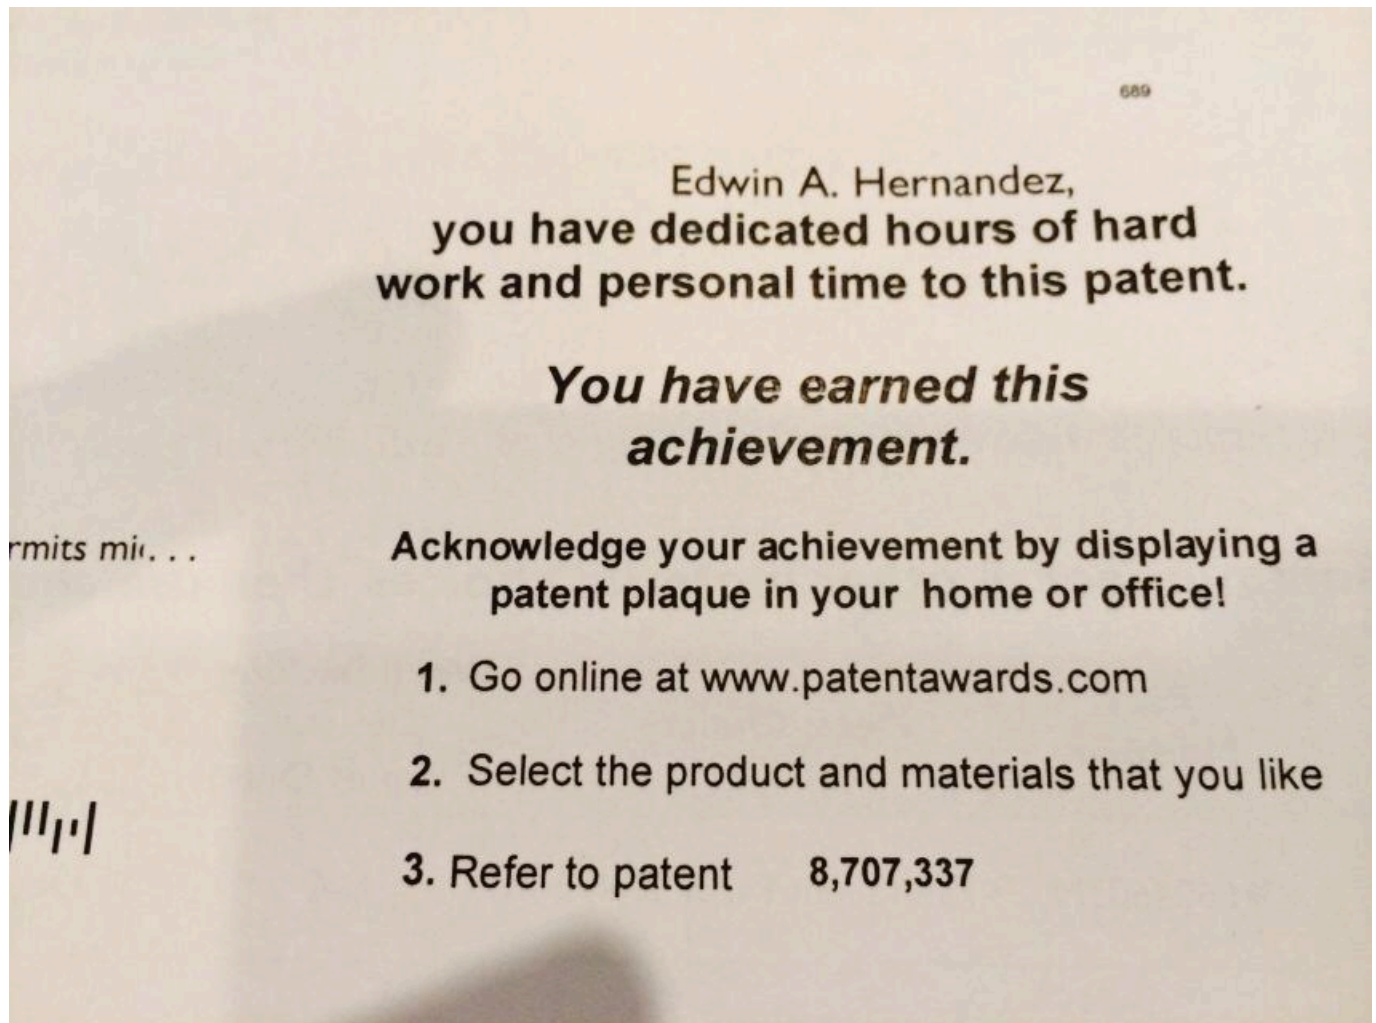 689
Edwin A. Hernandez,
you have dedicated hours of hard
work and personal time to this patent.
You have earned this
achievement.
rmits mi. . .
Acknowledge your achievement by displaying a
patent plaque in your home or office!
1. Go online at www.patentawards.com
2. Select the product and materials that you like
3. Refer to patent 8,707,337